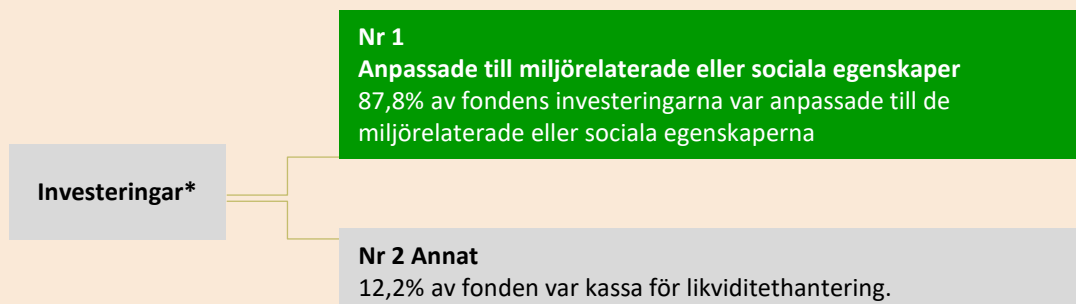 Nr 1
Anpassade till miljörelaterade eller sociala egenskaper
87,8% av fondens investeringarna var anpassade till de
miljörelaterade eller sociala egenskaperna
Investeringar*
Nr 2 Annat
12,2% av fonden var kassa för likviditethantering.